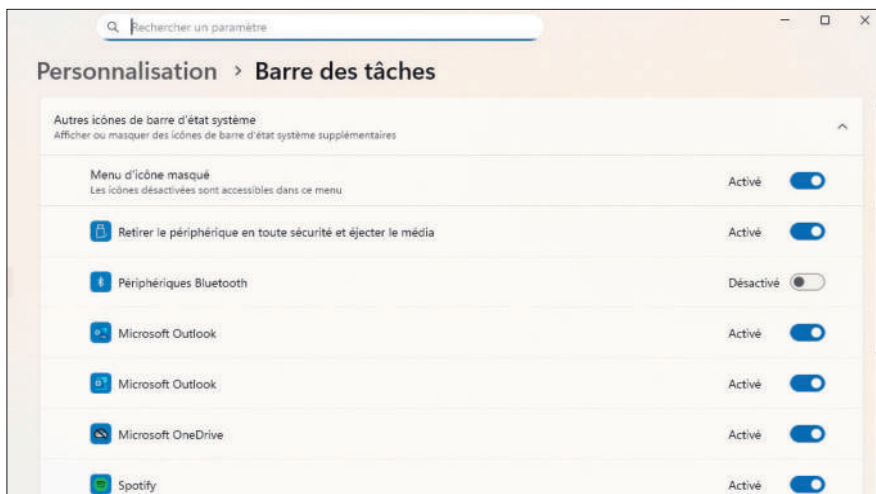 Rechercher un paramètre
Personnalisation > Barre des tâches
Autres icônes de barre d'état système
Afficher ou masquer des icônes de barre d'état système supplémentaires
Menu d'icône masqué
Activé
Les icônes désactivées sont accessibles dans ce menu
Retirer le périphérique en toute sécurité et éjecter le média
Activé
Périphériques Bluetooth
Désactivé
Microsoft Outlook
Activé
Microsoft Outlook
Activé
Microsoft OneDrive
Activé
Spotify
Activé